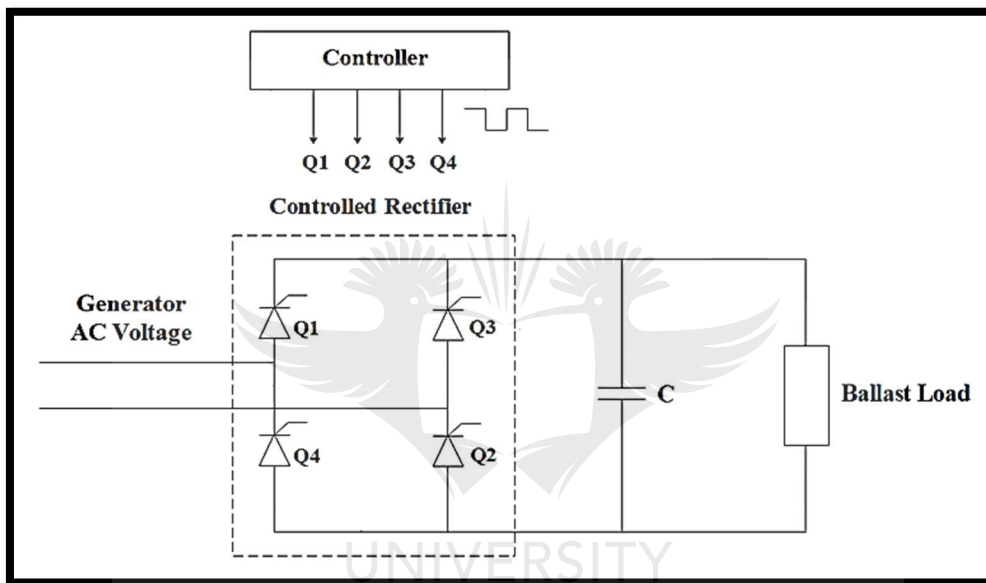 Controller
Q1 Q2 Q3 Q4
Controlled Rectifier
Generator
AC Voltage
Q1
Q3
C
Ballast Load
Q4
Q2
UNIVERSITY